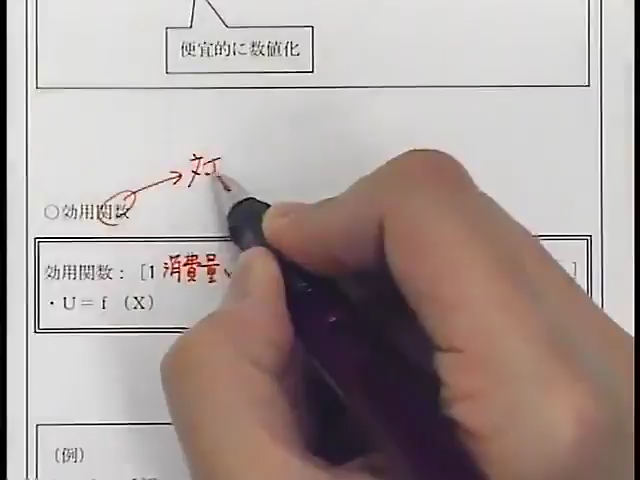 便宜的に数値化
対
○効用関数
効用関数：［1 消費量
・U＝f （X）
（例）